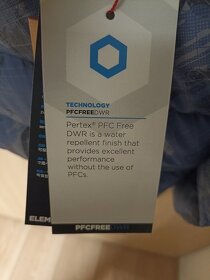 TECHNOLOGY
PFCFREEDWR
Pertex® PFC Free
DWR is a water
repellent finish that
provides excellent
performance
without the use of
PFCs.
ELEM
PFCFREEDWR